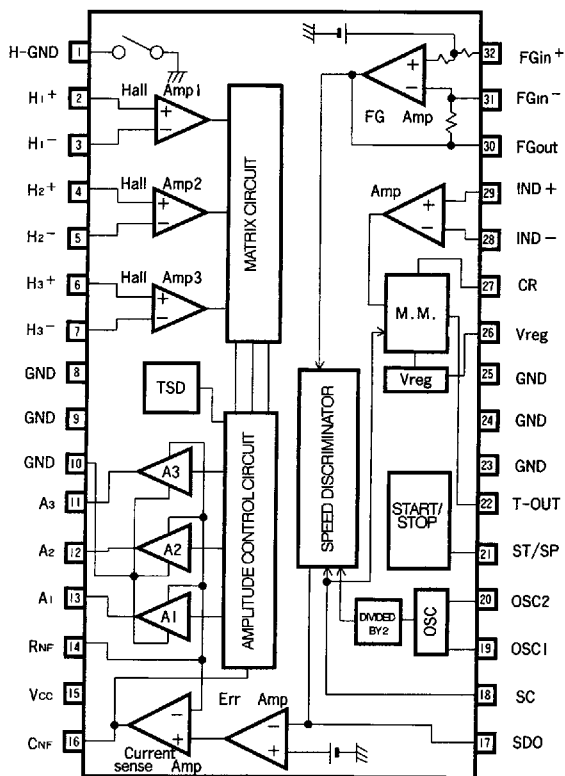 H-GND 1
H1+ 2
H1- 3
H2+ 4
H2- 5
H3+ 6
H3- 7
GND 8
GND 9
GND 10
A3 11
A2 12
A1 13
RNF 14
VCC 15
CNF 16
Hall Amp1
+
-
Hall Amp2
+
-
Hall Amp3
+
-
MATRIX CIRCUIT
TSD
AMPLITUDE CONTROL CIRCUIT
A3
A2
A1
-
+
Current sense Amp
Err Amp
-
+
SPEED DISCRIMINATOR
+
-
FG Amp
Amp
+
-
M.M.
Vreg
START/
STOP
DIVIDED
BY2
OSC
32 FGin+
31 FGin-
30 FGout
29 IND+
28 IND-
27 CR
26 Vreg
25 GND
24 GND
23 GND
22 T-OUT
21 ST/SP
20 OSC2
19 OSC1
18 SC
17 SDO